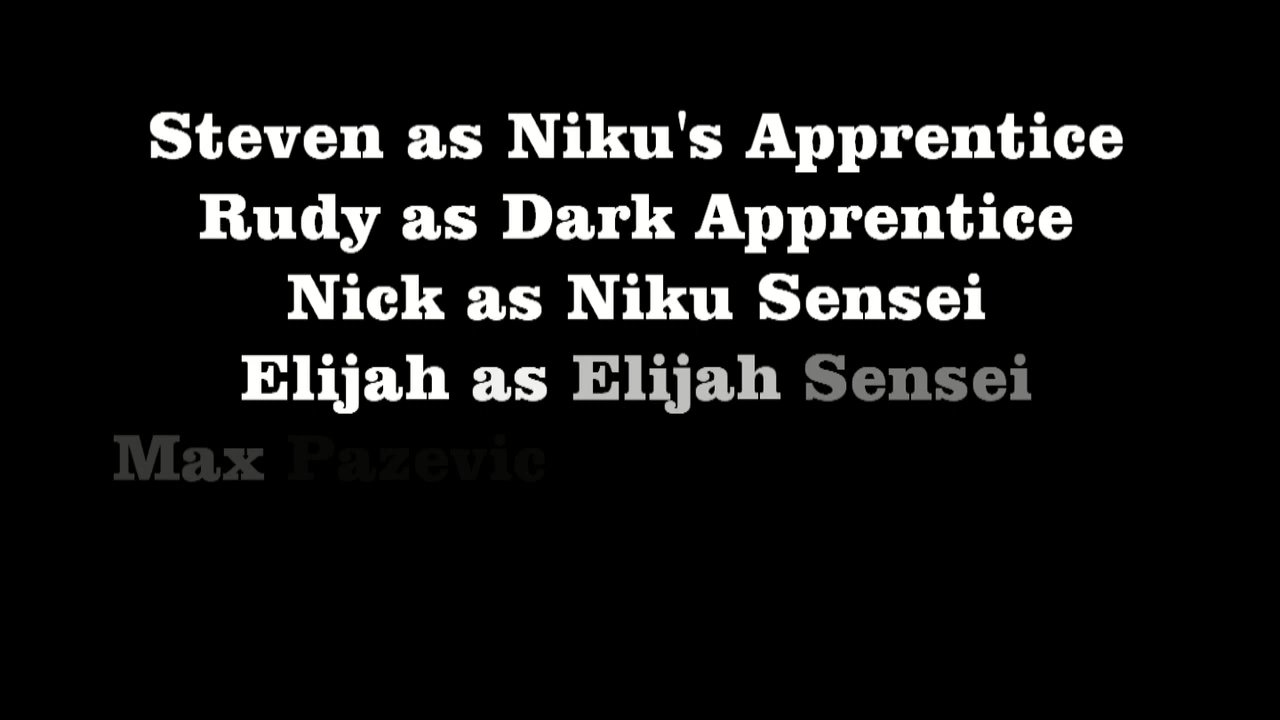 Steven as Niku's Apprentice
Rudy as Dark Apprentice
Nick as Niku Sensei
Elijah as Elijah Sensei
Max Pazevic